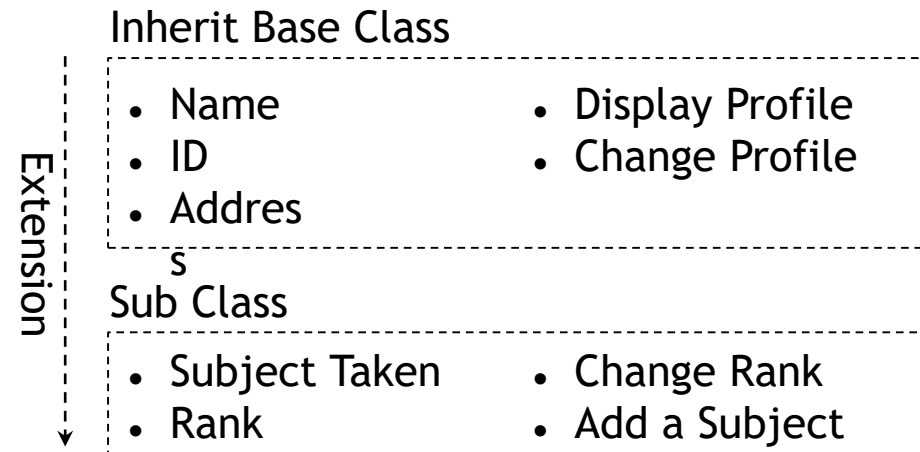 Extension
Inherit Base Class
• Name
• ID
• Addres
s
• Display Profile
• Change Profile
Sub Class
• Subject Taken
• Rank
• Change Rank
• Add a Subject